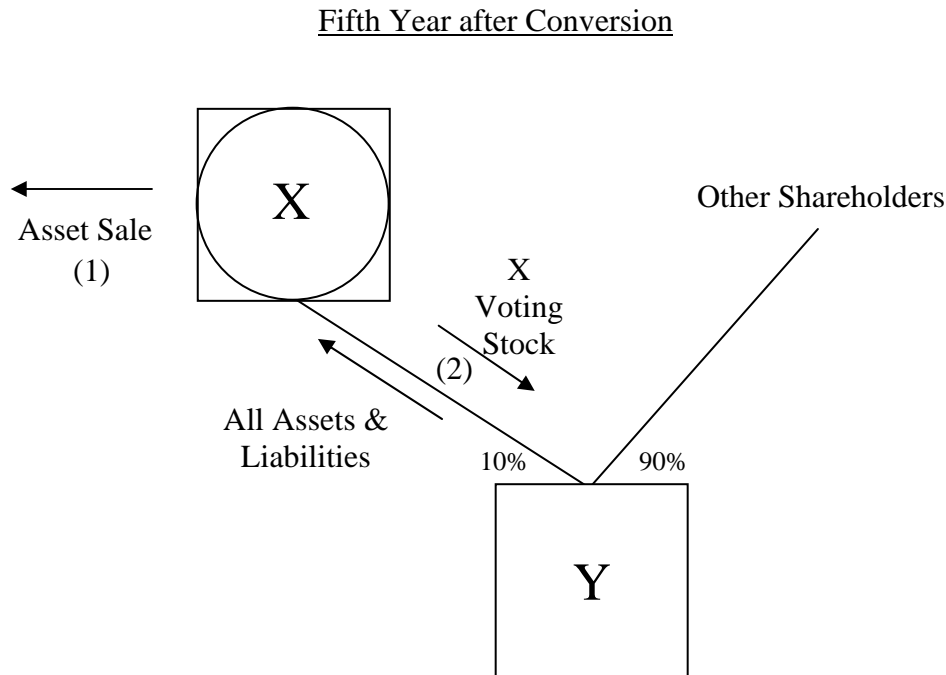 Fifth Year after Conversion
X
Other Shareholders
Asset Sale
(1)
X
Voting
Stock
(2)
All Assets &
Liabilities
10%
90%
Y